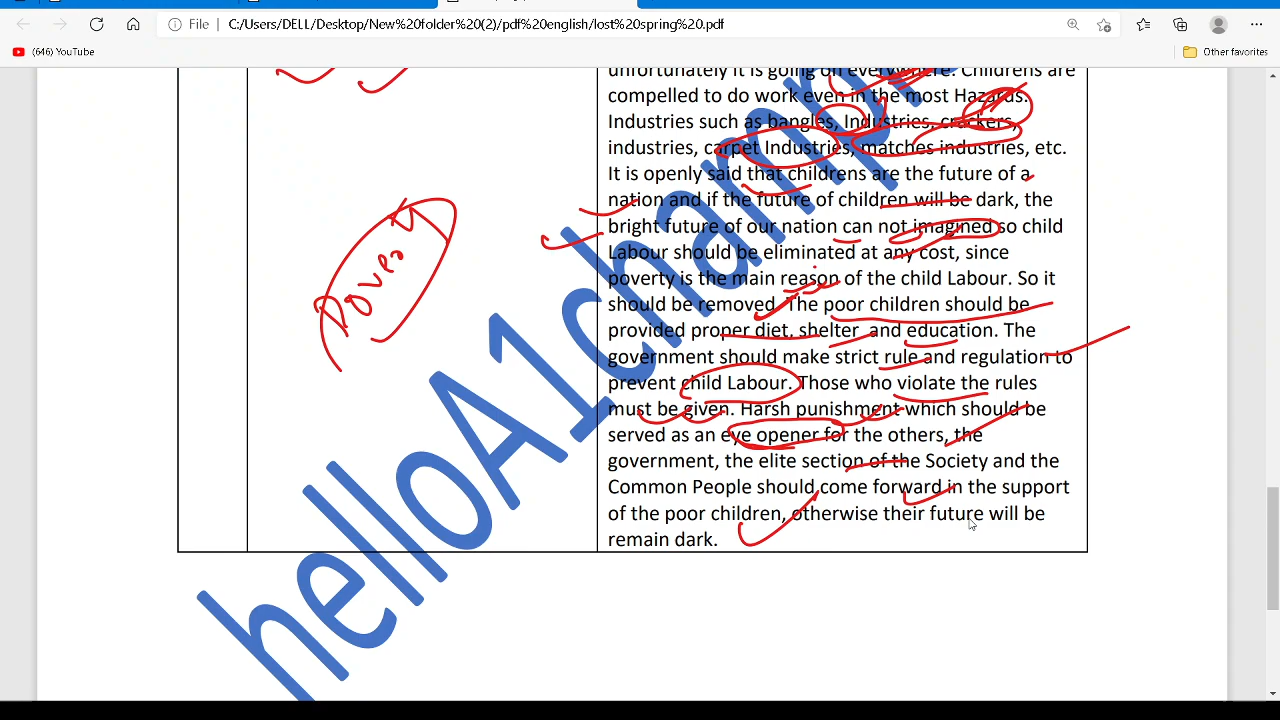 File
C:/Users/DELL/Desktop/New%20folder%20(2)/pdf%20english/lost%20spring%20.pdf
(646) YouTube
Other favorites
unfortunately it is going on everywhere. Childrens are
compelled to do work even in the most Hazards.
Industries such as bangles, Industries, crackers,
industries, carpet Industries, matches industries, etc.
It is openly said that childrens are the future of a
nation and if the future of children will be dark, the
bright future of our nation can not imagined so child
Labour should be eliminated at any cost, since
poverty is the main reason of the child Labour. So it
should be removed. The poor children should be
provided proper diet, shelter and education. The
government should make strict rule and regulation to
prevent child Labour. Those who violate the rules
must be given. Harsh punishment which should be
served as an eye opener for the others, the
government, the elite section of the Society and the
Common People should come forward in the support
of the poor children, otherwise their future will be
remain dark.
Poverty
helloA1champ